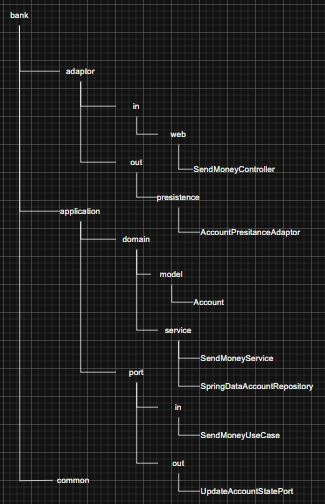 bank
adaptor
in
web
SendMoneyController
out
presistence
AccountPresitanceAdaptor
application
domain
model
Account
service
SendMoneyService
SpringDataAccountRepository
port
in
SendMoneyUseCase
out
UpdateAccountStatePort
common